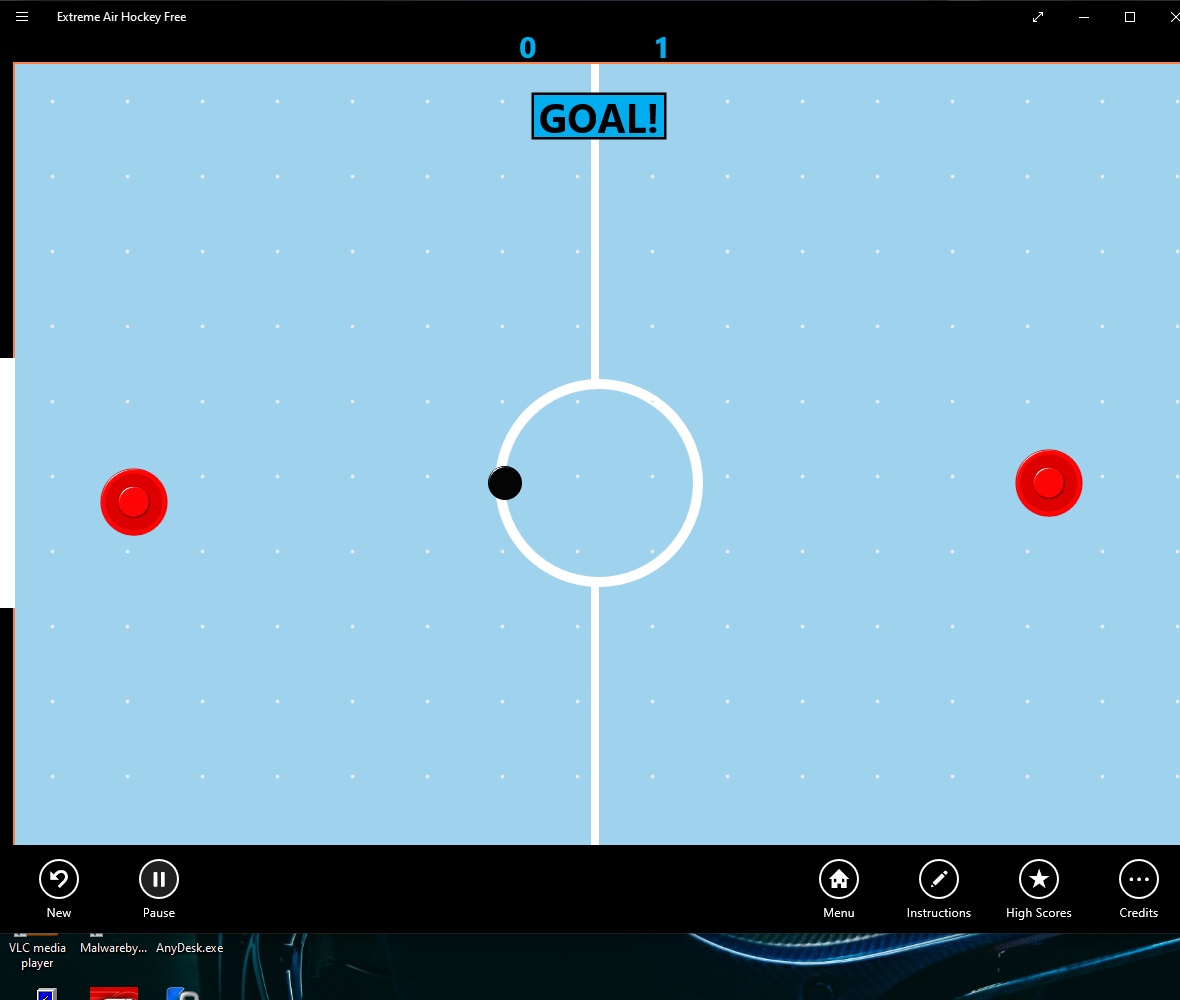 Extreme Air Hockey Free
0 1
GOAL!
New Pause Menu Instructions High Scores Credits
VLC media player Malwareby... AnyDesk.exe